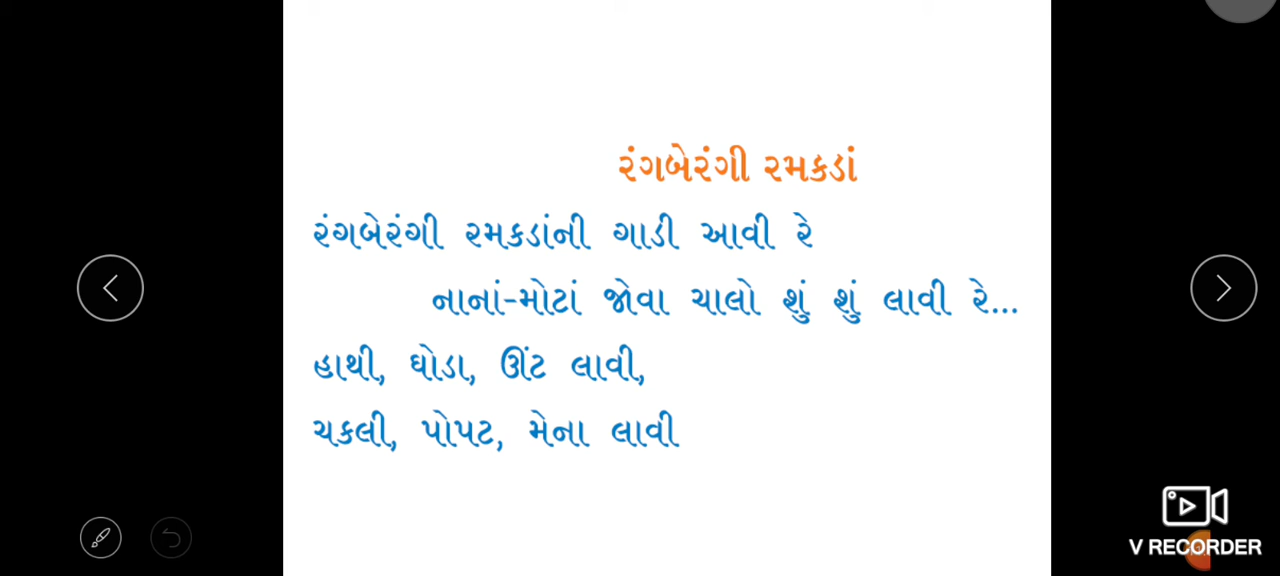 રંગબેરંગી રમકડાં
રંગબેરંગી રમકડાંની ગાડી આવી રે
નાનાં-મોટાં જોવા ચાલો શું શું લાવી રે...
હાથી, ઘોડા, ઊંટ લાવી,
ચકલી, પોપટ, મેના લાવી
V RECORDER